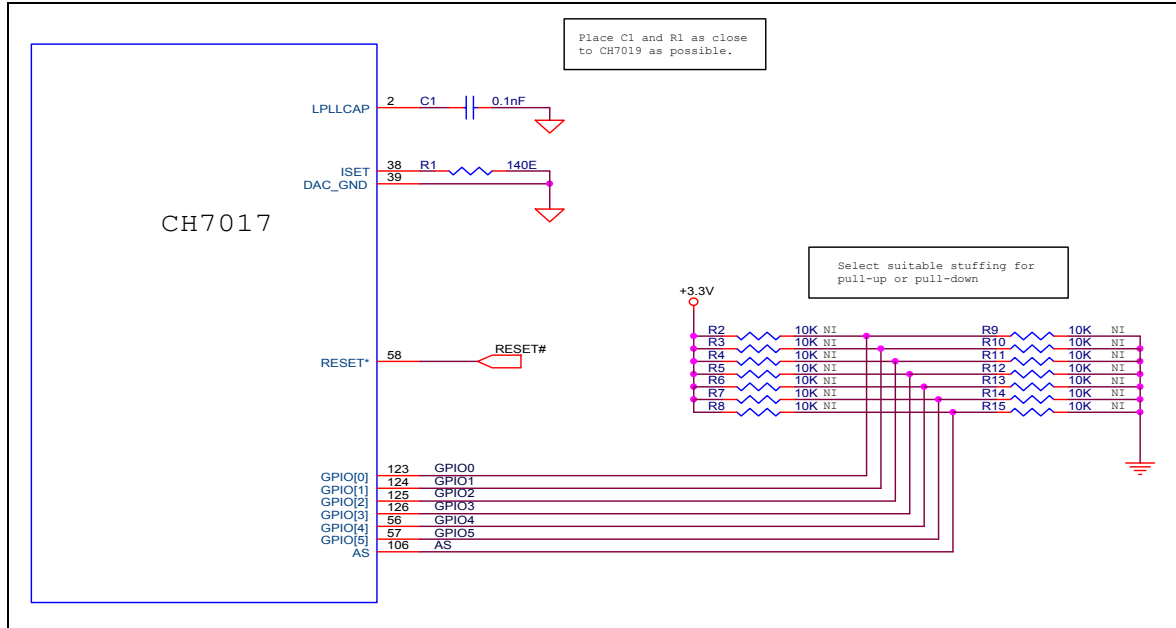 Place C1 and R1 as close
to CH7019 as possible.
LPLLCAP 2 C1 0.1nF
ISET 38 R1 140E
DAC_GND 39
CH7017
Select suitable stuffing for
pull-up or pull-down
+3.3V
R2 10K NI R9 10K NI
R3 10K NI R10 10K NI
R4 10K NI R11 10K NI
R5 10K NI R12 10K NI
R6 10K NI R13 10K NI
R7 10K NI R14 10K NI
R8 10K NI R15 10K NI
RESET* 58 RESET#
GPIO[0] 123 GPIO0
GPIO[1] 124 GPIO1
GPIO[2] 125 GPIO2
GPIO[3] 126 GPIO3
GPIO[4] 56 GPIO4
GPIO[5] 57 GPIO5
AS 106 AS